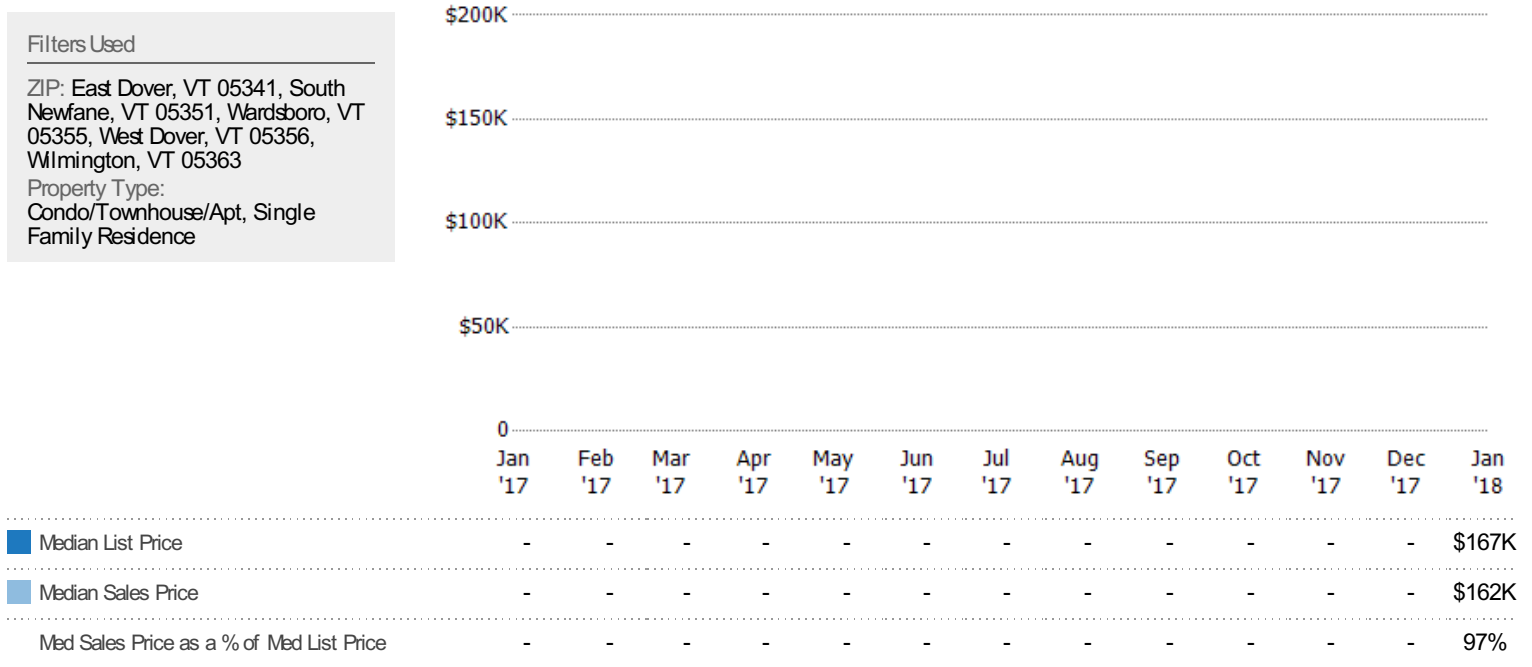 Filters Used
ZIP: East Dover, VT 05341, South
Newfane, VT 05351, Wardsboro, VT
05355, West Dover, VT 05356,
Wilmington, VT 05363
Property Type:
Condo/Townhouse/Apt, Single
Family Residence
$200K
$150K
$100K
$50K
0
Jan '17 Feb '17 Mar '17 Apr '17 May '17 Jun '17 Jul '17 Aug '17 Sep '17 Oct '17 Nov '17 Dec '17 Jan '18
Median List Price - - - - - - - - - - - - $167K
Median Sales Price - - - - - - - - - - - - $162K
Med Sales Price as a % of Med List Price - - - - - - - - - - - - 97%